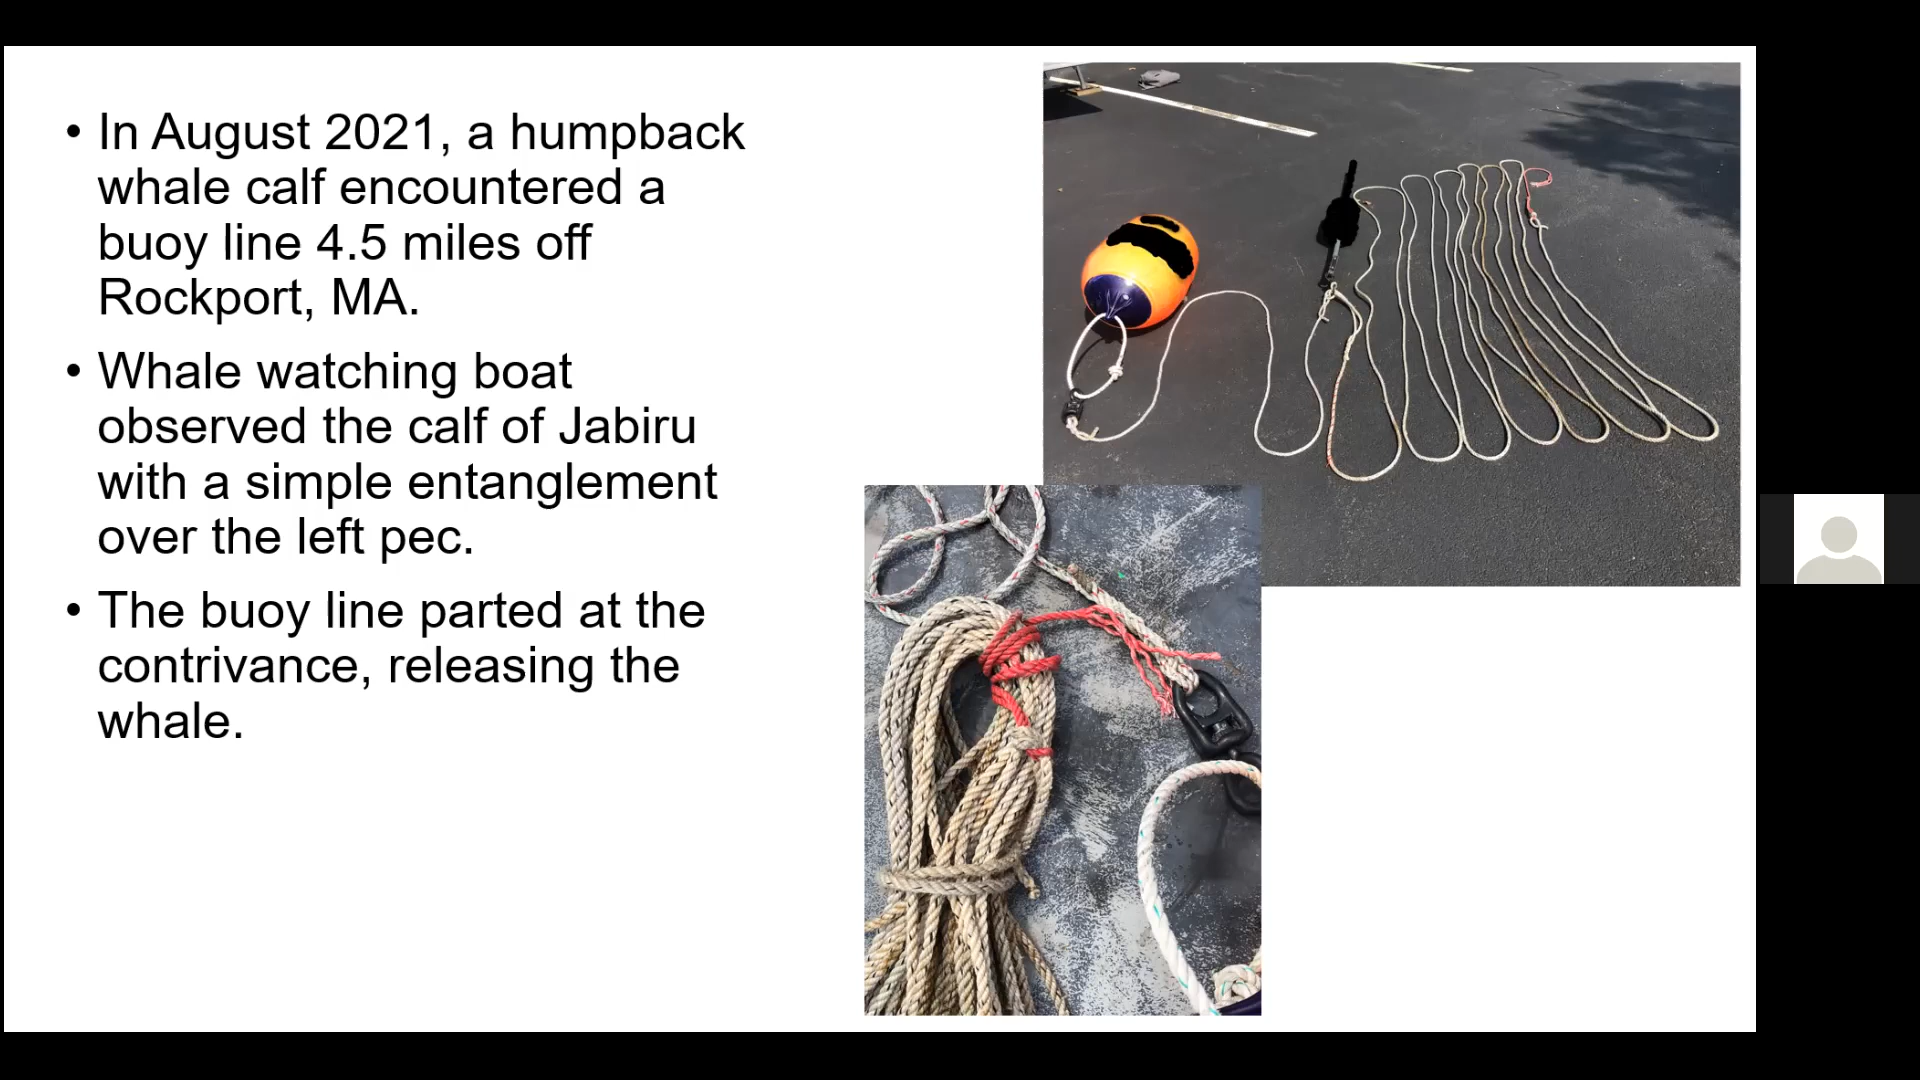 • In August 2021, a humpback
whale calf encountered a
buoy line 4.5 miles off
Rockport, MA.
• Whale watching boat
observed the calf of Jabiru
with a simple entanglement
over the left pec.
• The buoy line parted at the
contrivance, releasing the
whale.